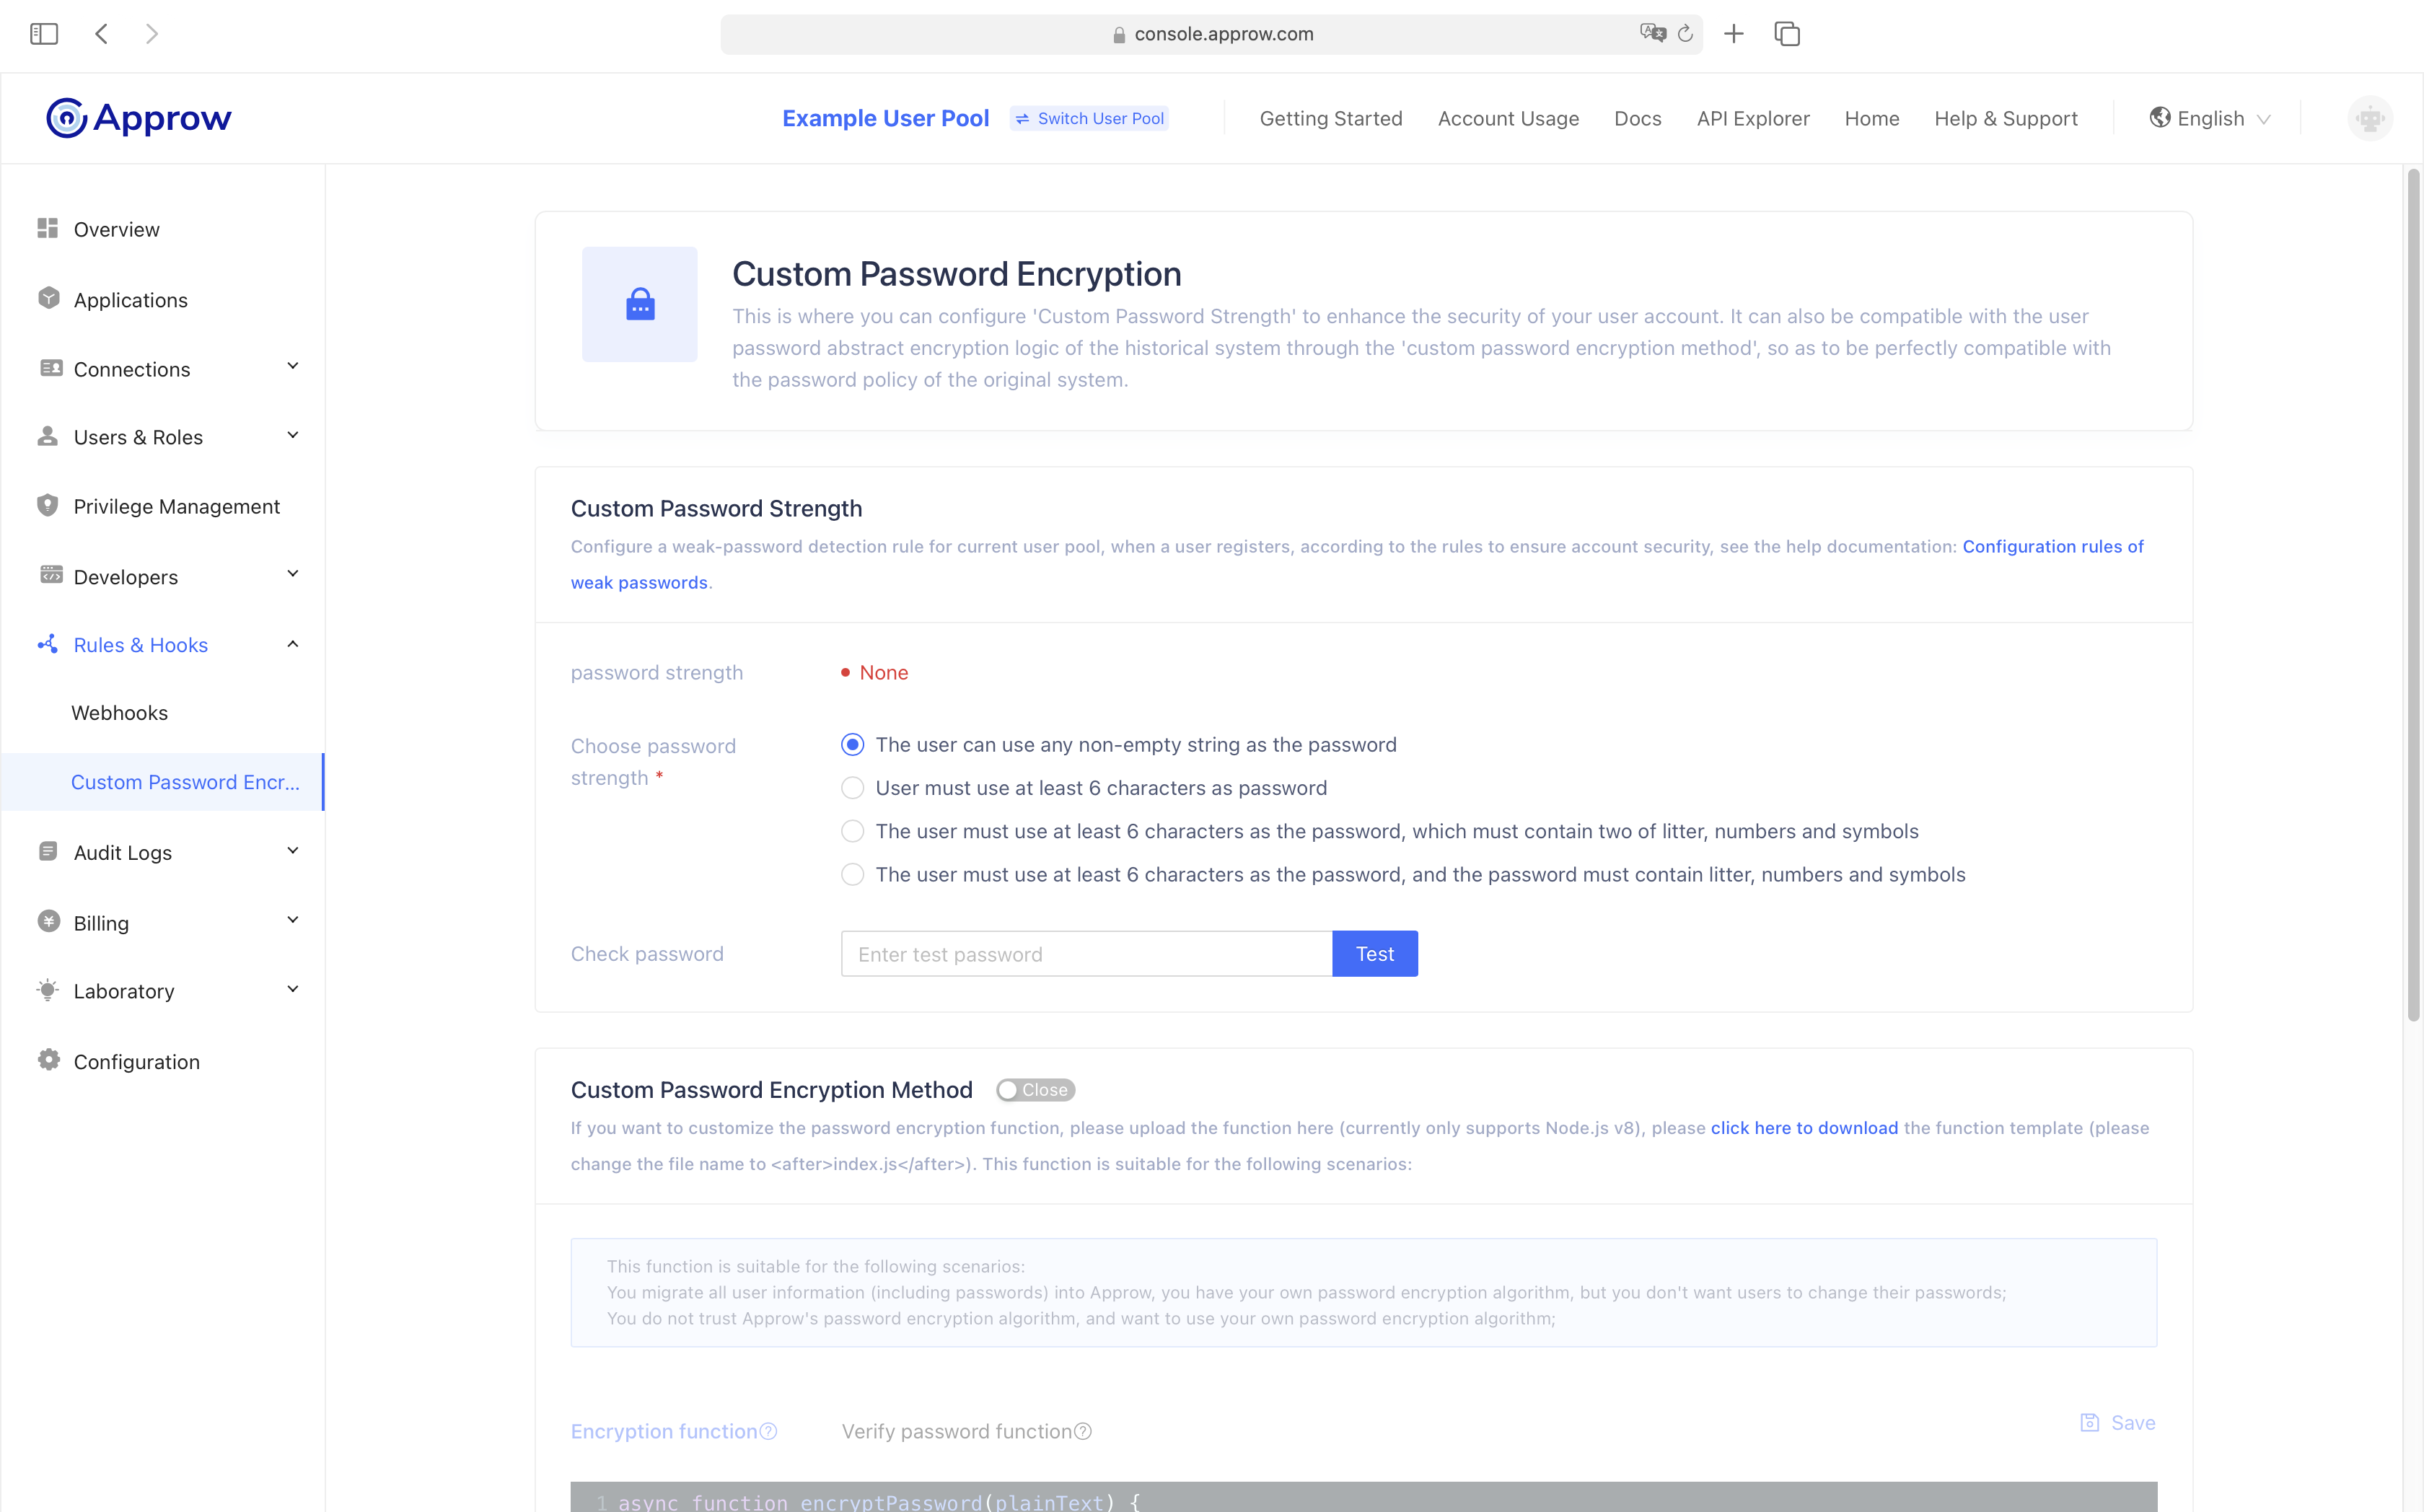 console.approw.com
Approw
Example User Pool
Switch User Pool
Getting Started
Account Usage
Docs
API Explorer
Home
Help & Support
English
Overview
Applications
Connections
Users & Roles
Privilege Management
Developers
Rules & Hooks
Webhooks
Custom Password Encr...
Audit Logs
Billing
Laboratory
Configuration
Custom Password Encryption
This is where you can configure 'Custom Password Strength' to enhance the security of your user account. It can also be compatible with the user
password abstract encryption logic of the historical system through the 'custom password encryption method', so as to be perfectly compatible with
the password policy of the original system.
Custom Password Strength
Configure a weak-password detection rule for current user pool, when a user registers, according to the rules to ensure account security, see the help documentation: Configuration rules of
weak passwords.
password strength
None
Choose password
strength *
The user can use any non-empty string as the password
User must use at least 6 characters as password
The user must use at least 6 characters as the password, which must contain two of litter, numbers and symbols
The user must use at least 6 characters as the password, and the password must contain litter, numbers and symbols
Check password
Enter test password
Test
Custom Password Encryption Method
Close
If you want to customize the password encryption function, please upload the function here (currently only supports Node.js v8), please click here to download the function template (please
change the file name to <after>index.js</after>). This function is suitable for the following scenarios:
This function is suitable for the following scenarios:
You migrate all user information (including passwords) into Approw, you have your own password encryption algorithm, but you don't want users to change their passwords;
You do not trust Approw's password encryption algorithm, and want to use your own password encryption algorithm;
Encryption function
Verify password function
Save
1 async function encryptPassword(plainText) {